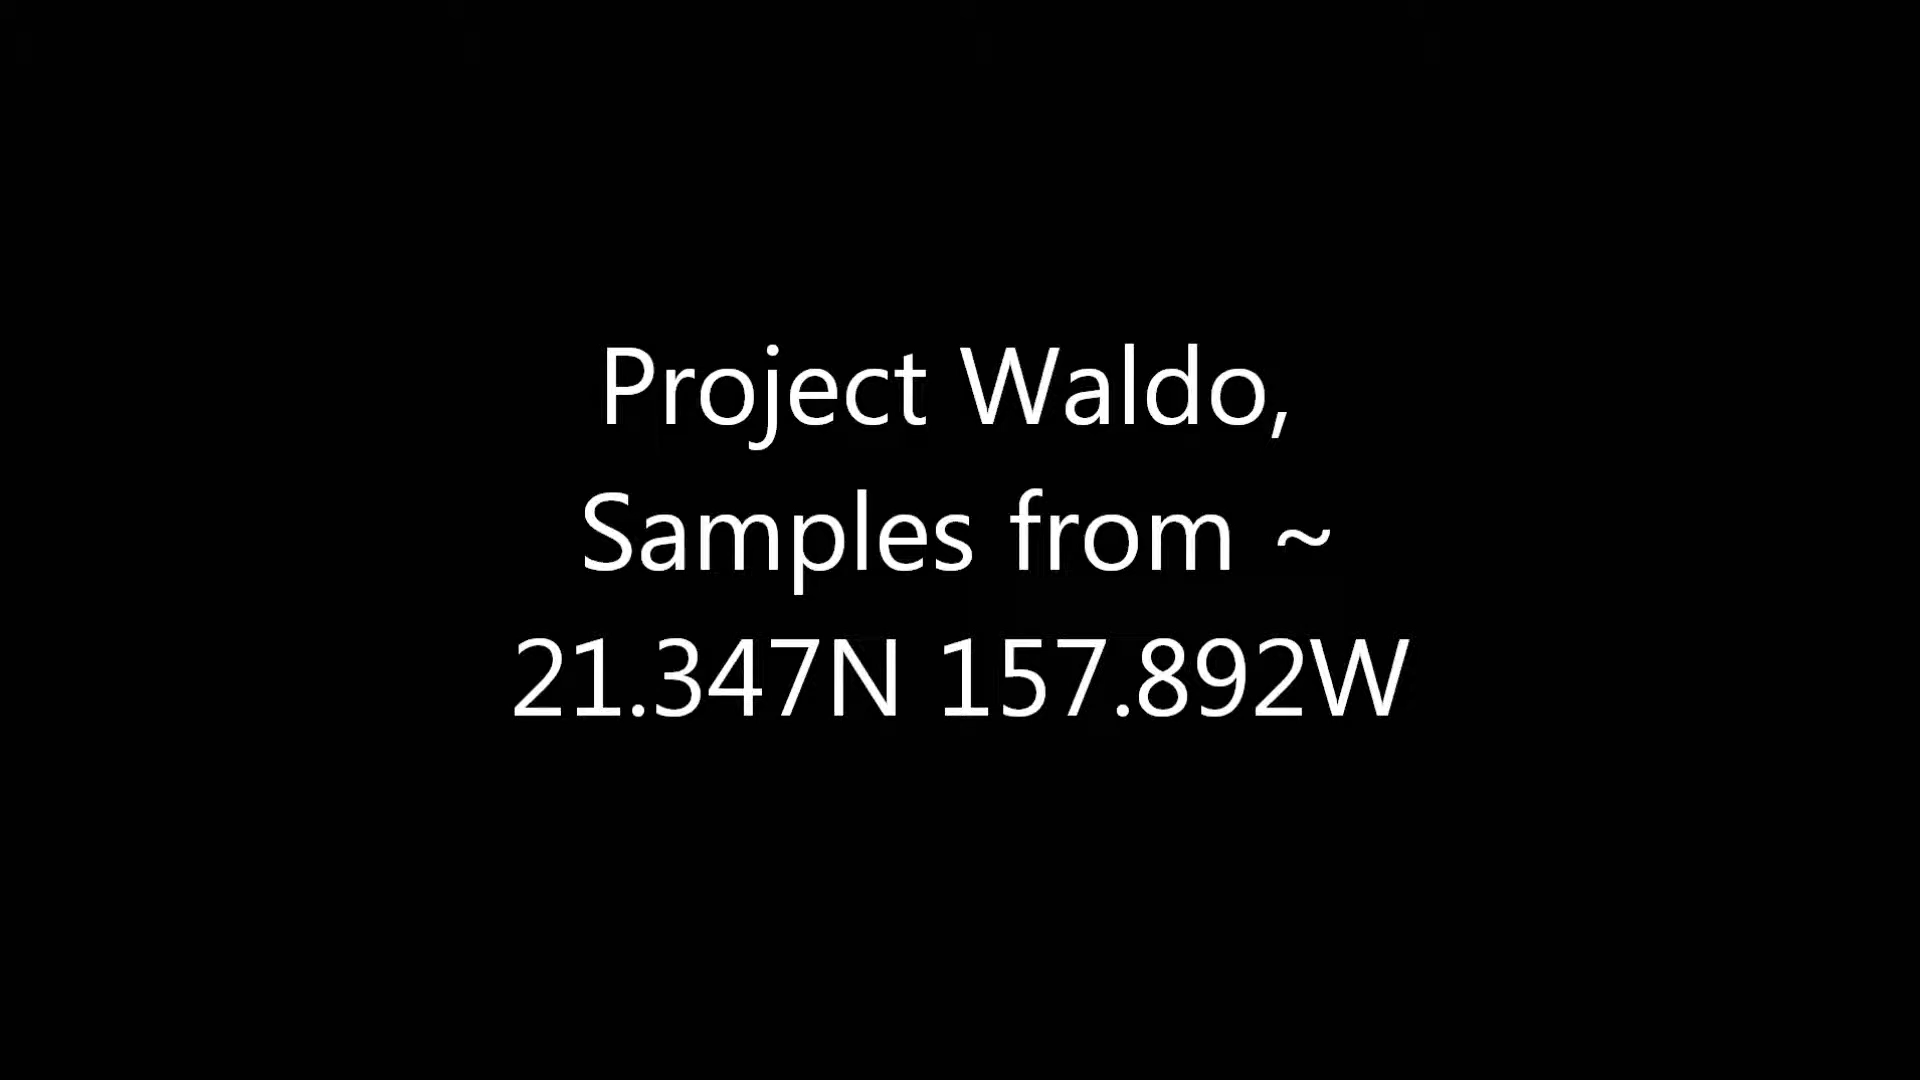 Project Waldo,
Samples from ~
21.347N 157.892W